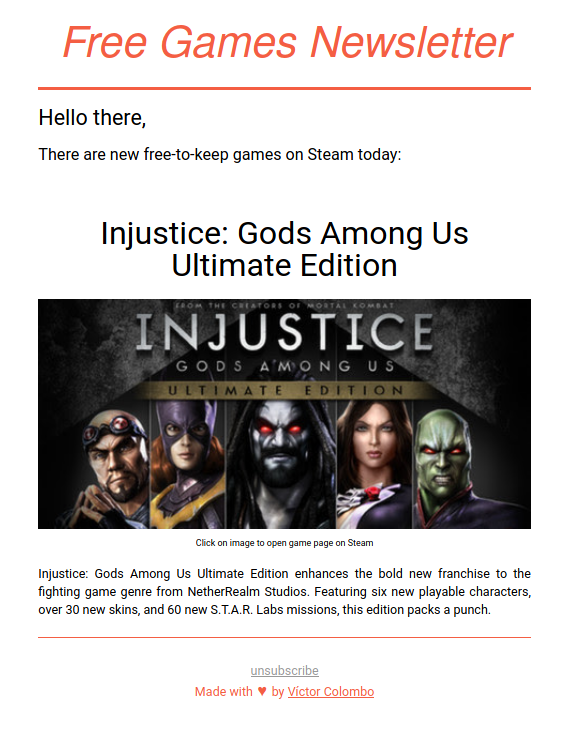 Free Games Newsletter
Hello there,
There are new free-to-keep games on Steam today:
Injustice: Gods Among Us
Ultimate Edition
FROM THE CREATORS OF MORTAL KOMBAT
INJUSTICE
GODS AMONG US
ULTIMATE EDITION
Click on image to open game page on Steam
Injustice: Gods Among Us Ultimate Edition enhances the bold new franchise to the
fighting game genre from NetherRealm Studios. Featuring six new playable characters,
over 30 new skins, and 60 new S.T.A.R. Labs missions, this edition packs a punch.
unsubscribe
Made with ♥ by Víctor Colombo